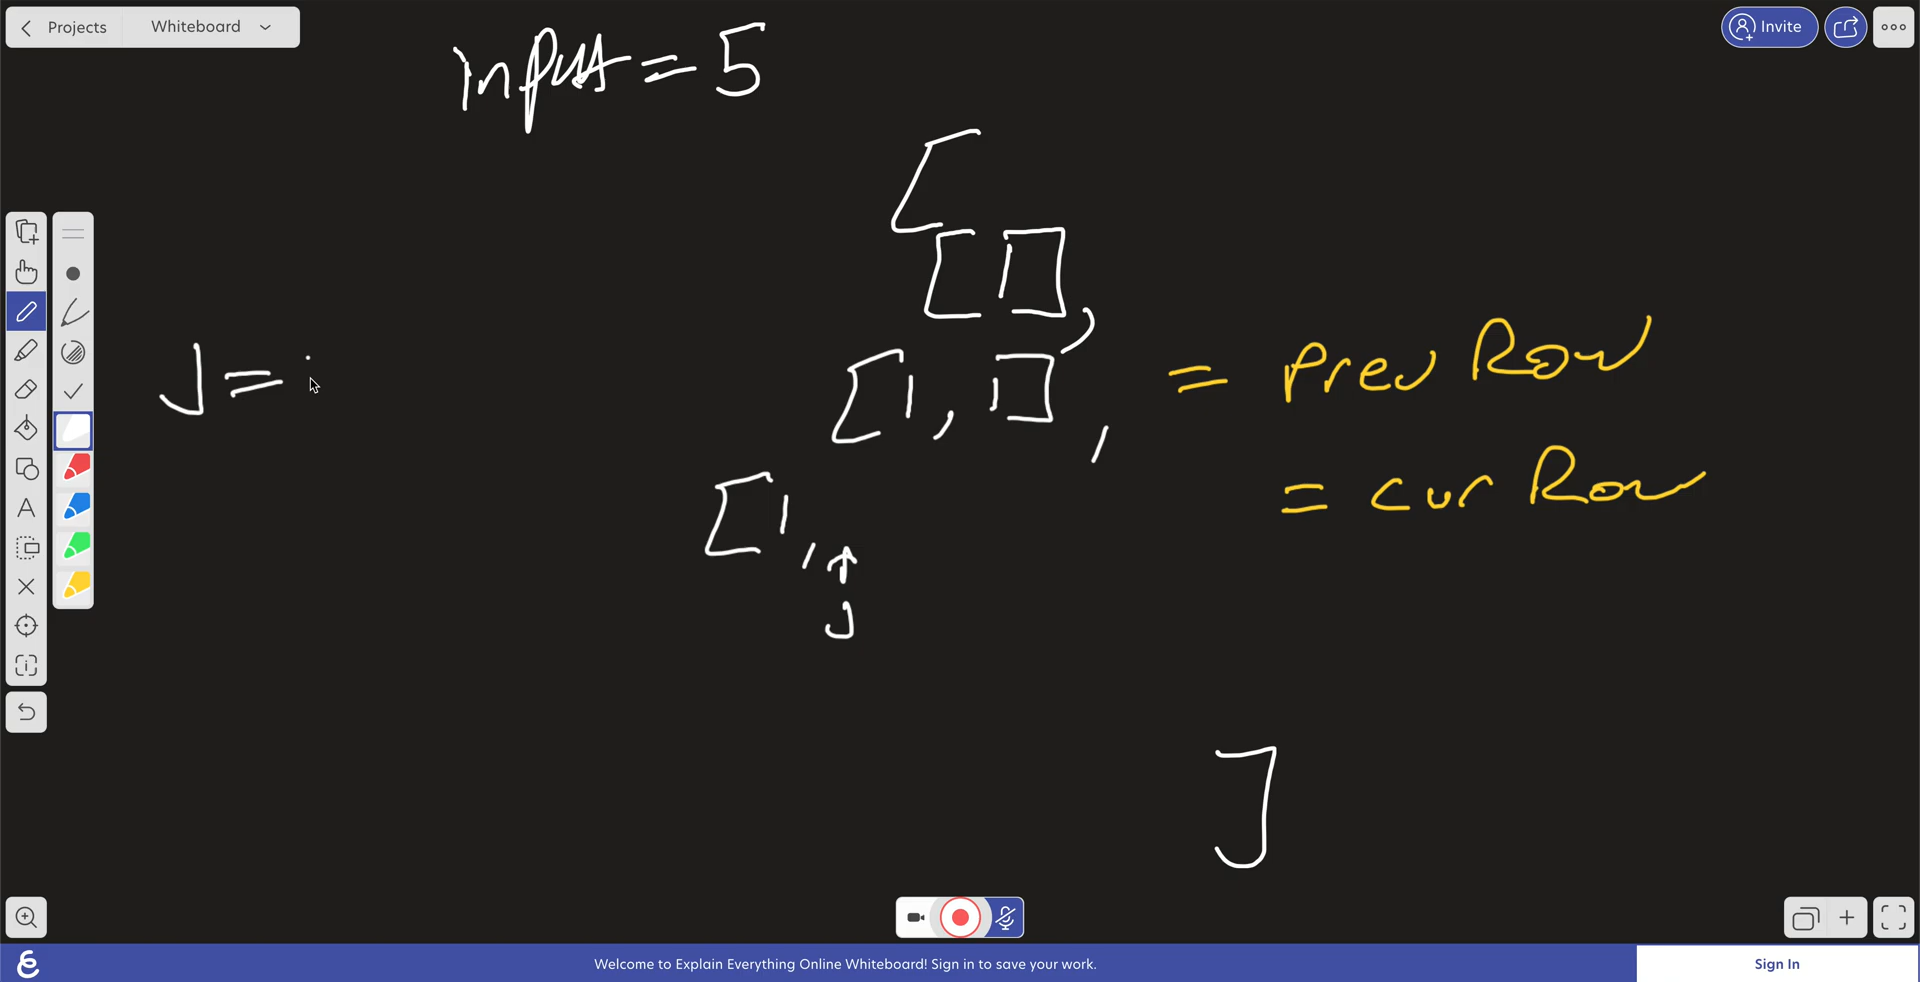 Projects
Whiteboard
Invite
input = 5
[
[1],
[1, 1], = Prev Row
J =
[1, = cur Row
J
]
Welcome to Explain Everything Online Whiteboard! Sign in to save your work.
Sign In